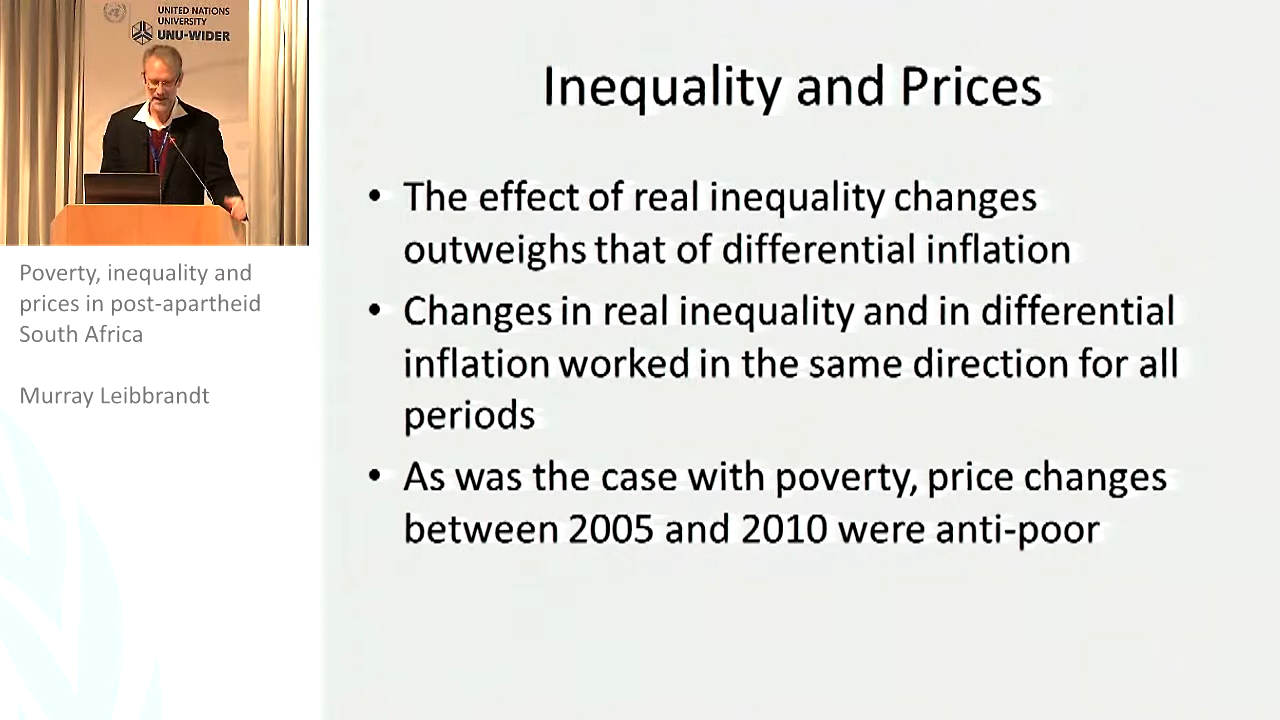 UNITED NATIONS
UNIVERSITY
UNU-WIDER
Poverty, inequality and
prices in post-apartheid
South Africa
Murray Leibbrandt
Inequality and Prices
• The effect of real inequality changes
outweighs that of differential inflation
• Changes in real inequality and in differential
inflation worked in the same direction for all
periods
• As was the case with poverty, price changes
between 2005 and 2010 were anti-poor